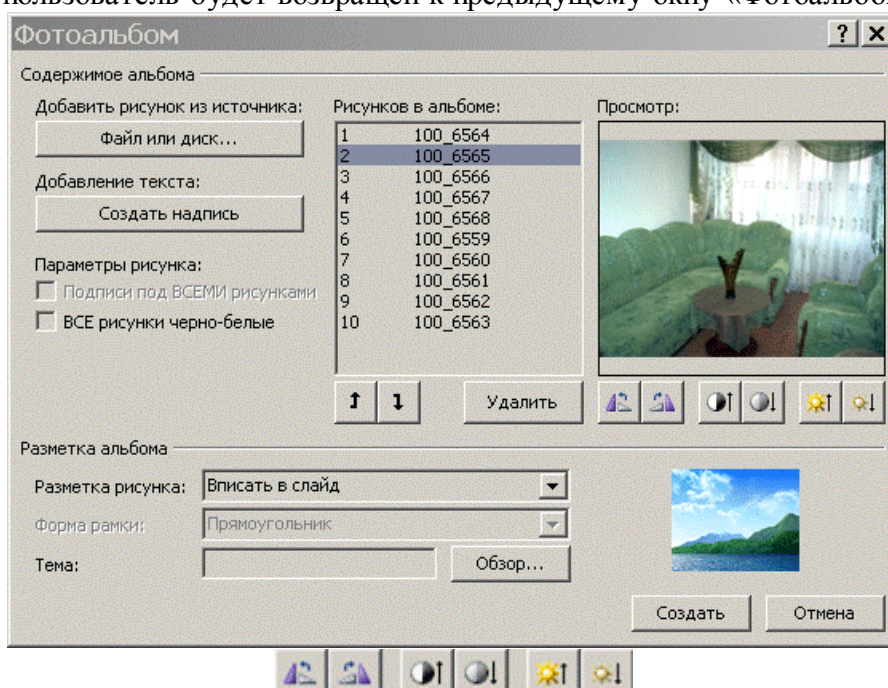 пользователь будет возвращен к предыдущему окну «Фотоальбом
Фотоальбом
Содержимое альбома
Добавить рисунок из источника:
Файл или диск...
Добавление текста:
Создать надпись
Параметры рисунка:
Подписи под ВСЕМИ рисунками
ВСЕ рисунки черно-белые
Рисунков в альбоме:
1 100_6564
2 100_6565
3 100_6566
4 100_6567
5 100_6568
6 100_6559
7 100_6560
8 100_6561
9 100_6562
10 100_6563
Удалить
Просмотр:
Разметка альбома
Разметка рисунка: Вписать в слайд
Форма рамки: Прямоугольник
Тема: Обзор...
Создать Отмена